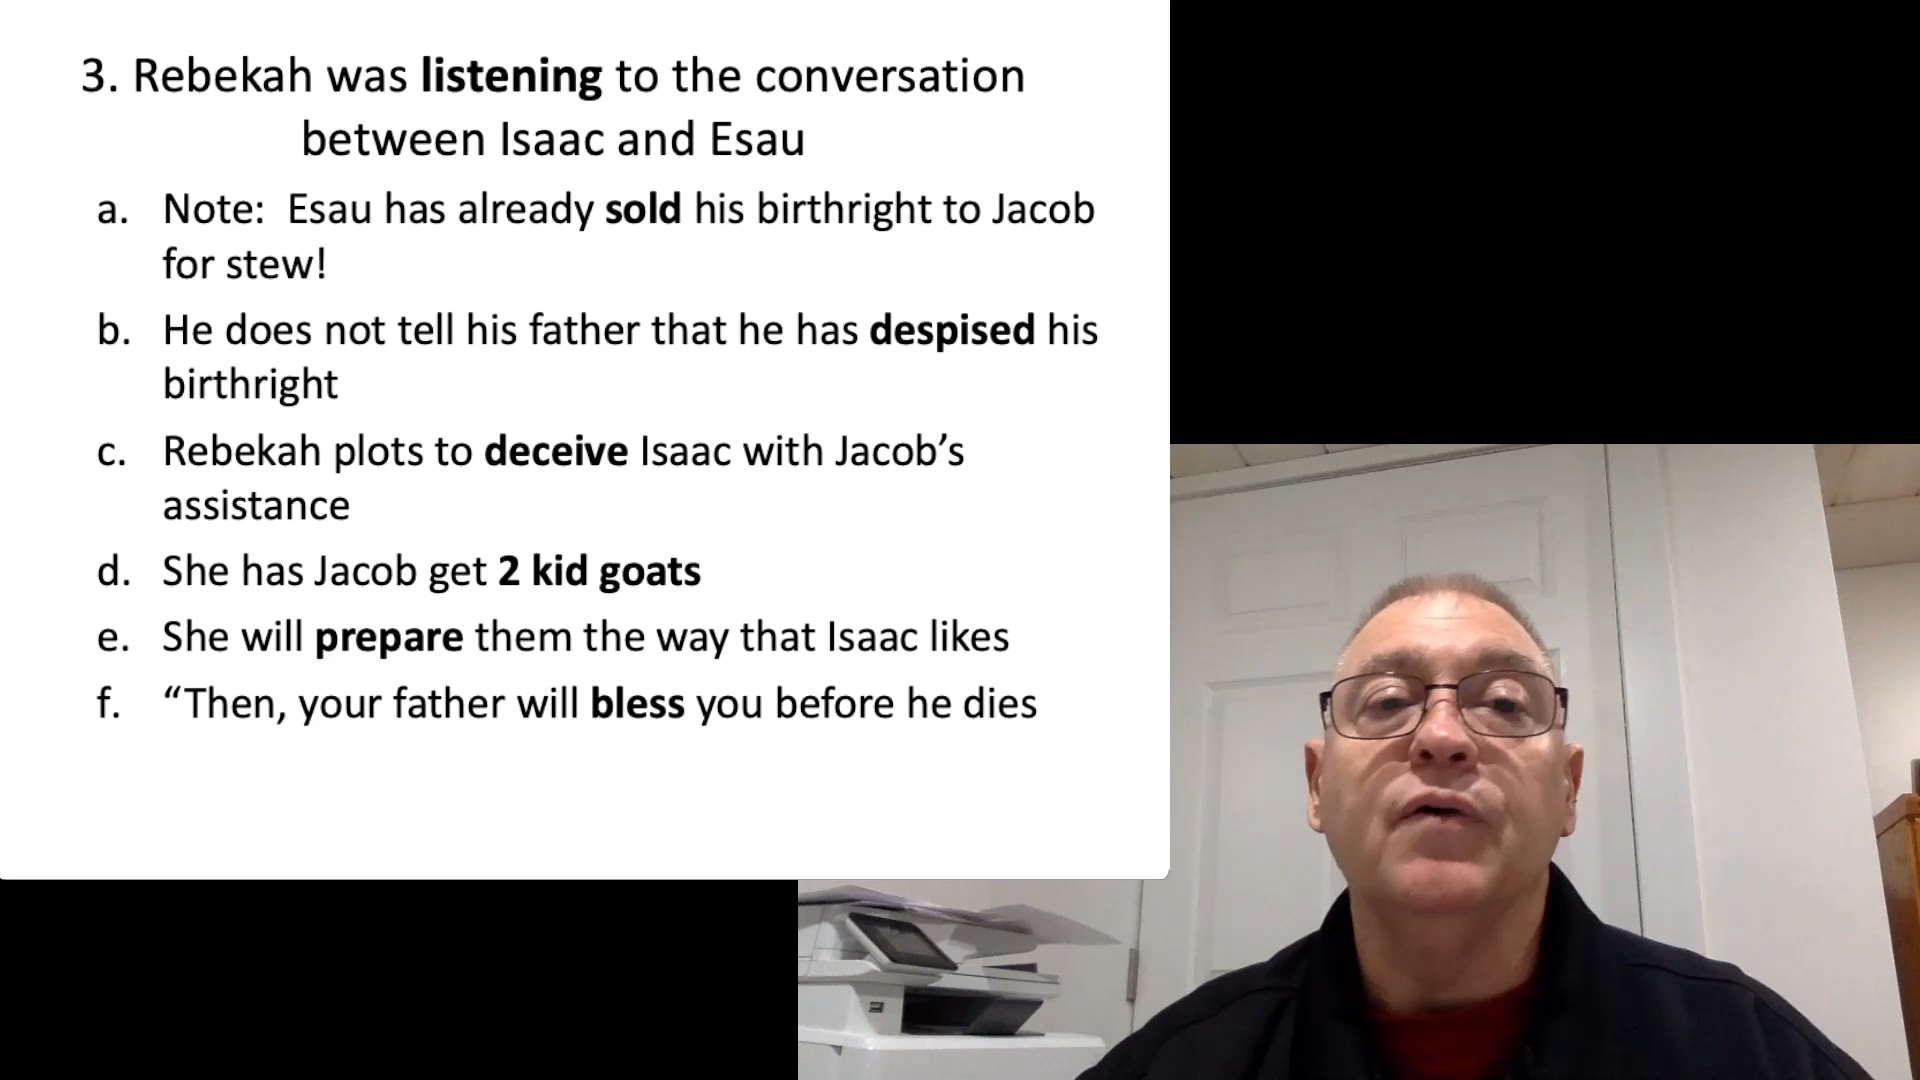 3. Rebekah was listening to the conversation
between Isaac and Esau
a. Note: Esau has already sold his birthright to Jacob
for stew!
b. He does not tell his father that he has despised his
birthright
c. Rebekah plots to deceive Isaac with Jacob’s
assistance
d. She has Jacob get 2 kid goats
e. She will prepare them the way that Isaac likes
f. “Then, your father will bless you before he dies